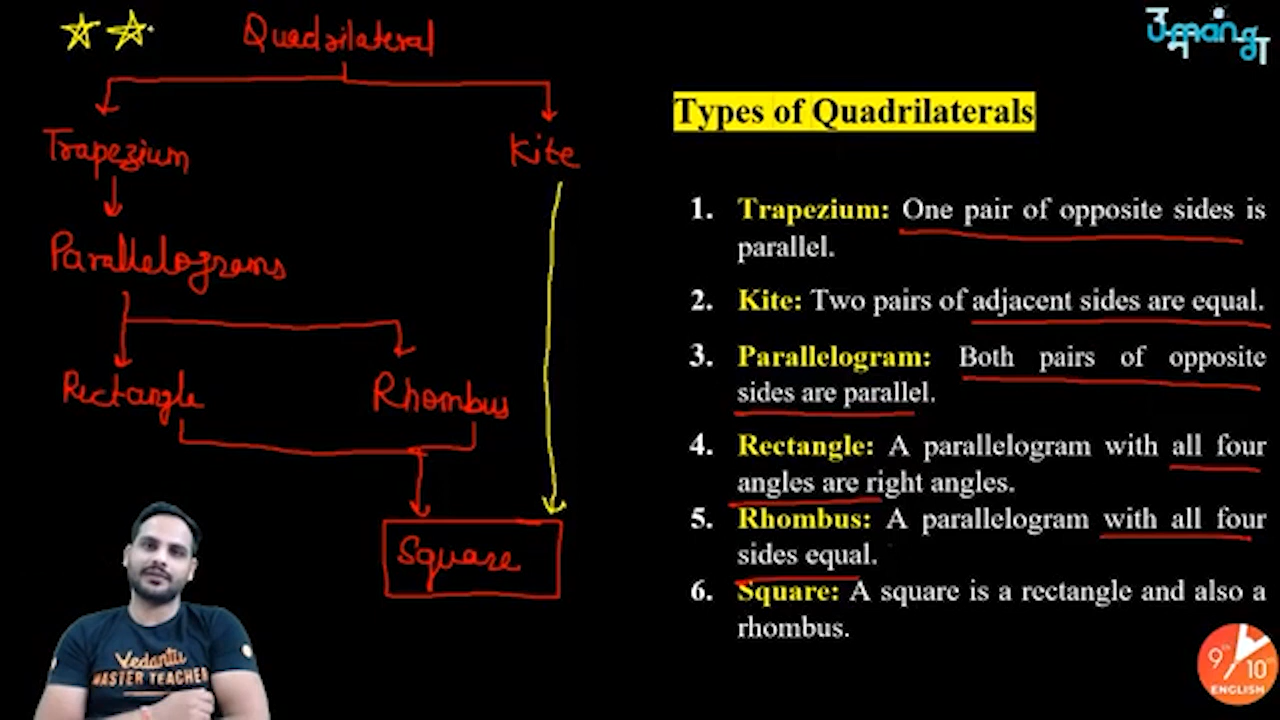 Quadrilateral
Trapezium
Kite
Parallelograms
Rectangle
Rhombus
Square
Types of Quadrilaterals
1. Trapezium: One pair of opposite sides is
parallel.
2. Kite: Two pairs of adjacent sides are equal.
3. Parallelogram: Both pairs of opposite
sides are parallel.
4. Rectangle: A parallelogram with all four
angles are right angles.
5. Rhombus: A parallelogram with all four
sides equal.
6. Square: A square is a rectangle and also a
rhombus.
Vedantu
MASTER TEACHER
9th 10th
ENGLISH